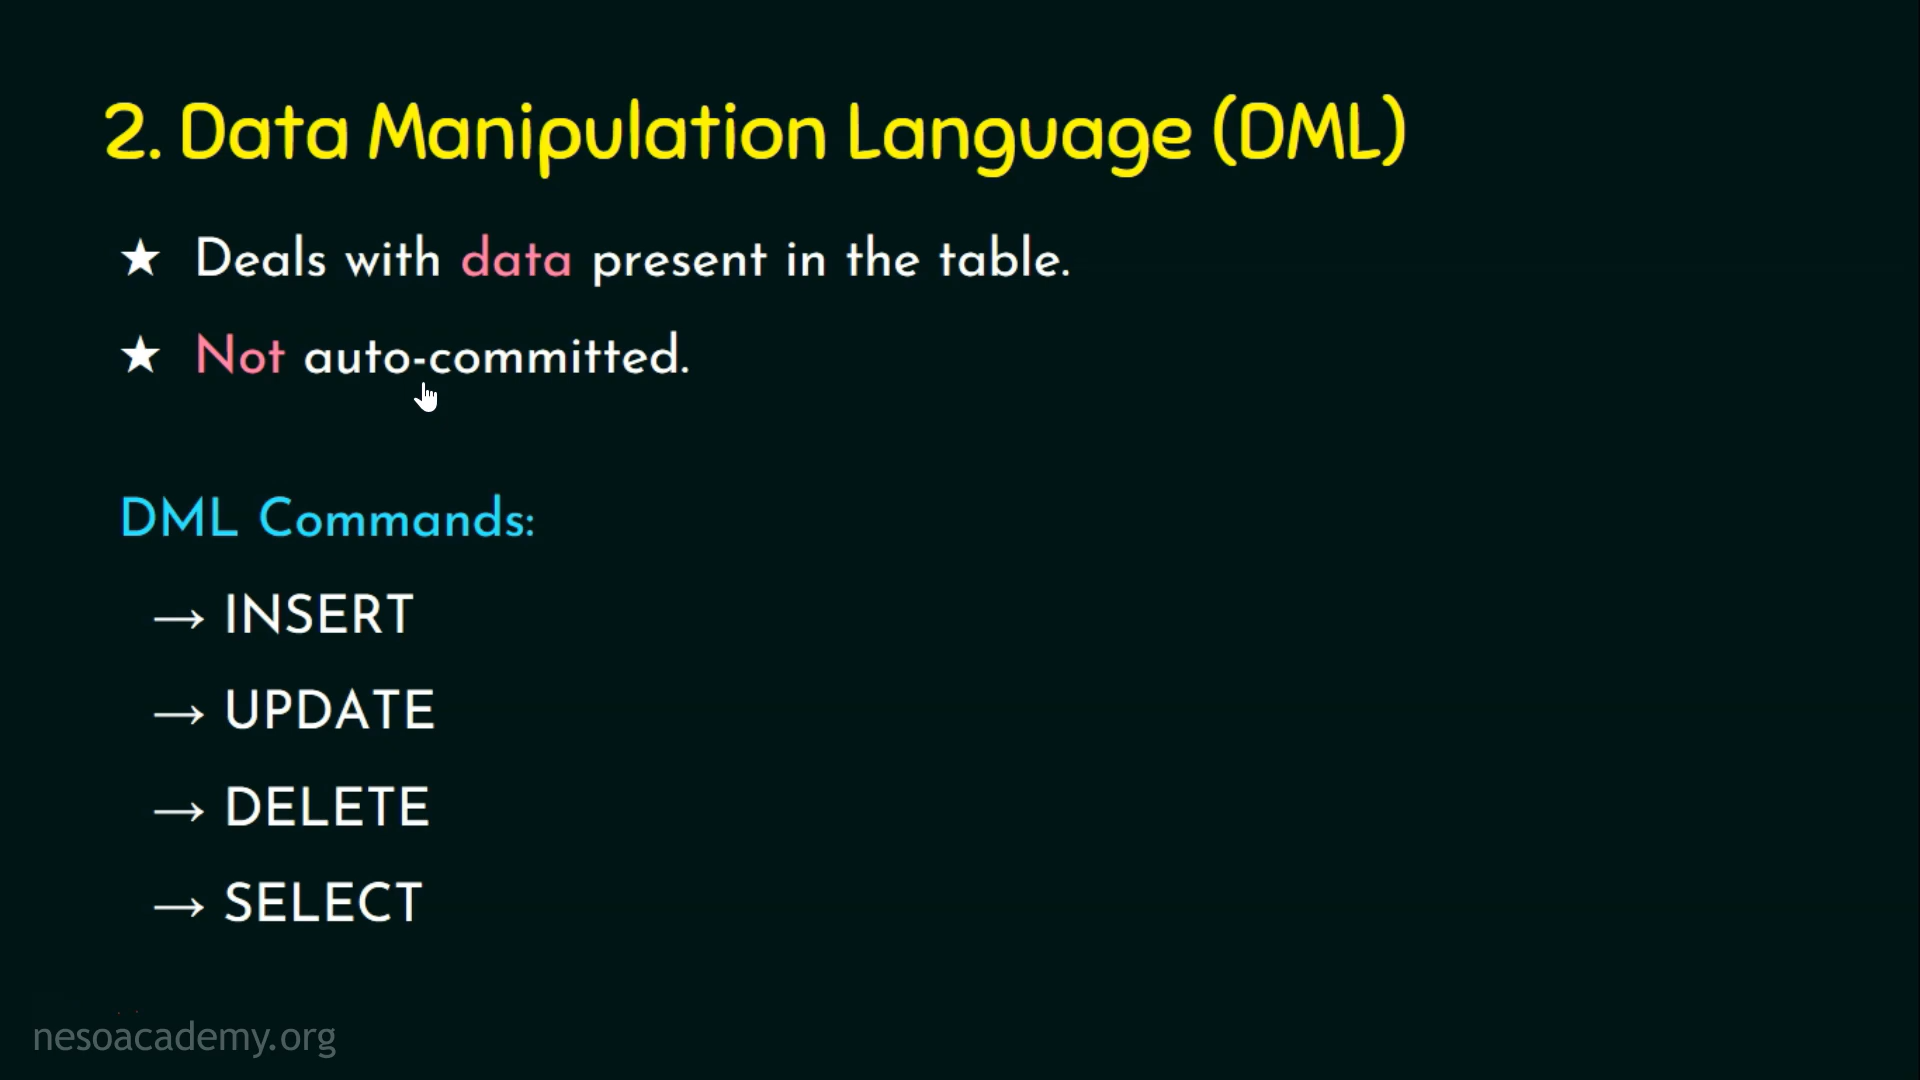 2. Data Manipulation Language (DML)
★ Deals with data present in the table.
★ Not auto-committed.
DML Commands:
→ INSERT
→ UPDATE
→ DELETE
→ SELECT
nesoacademy.org